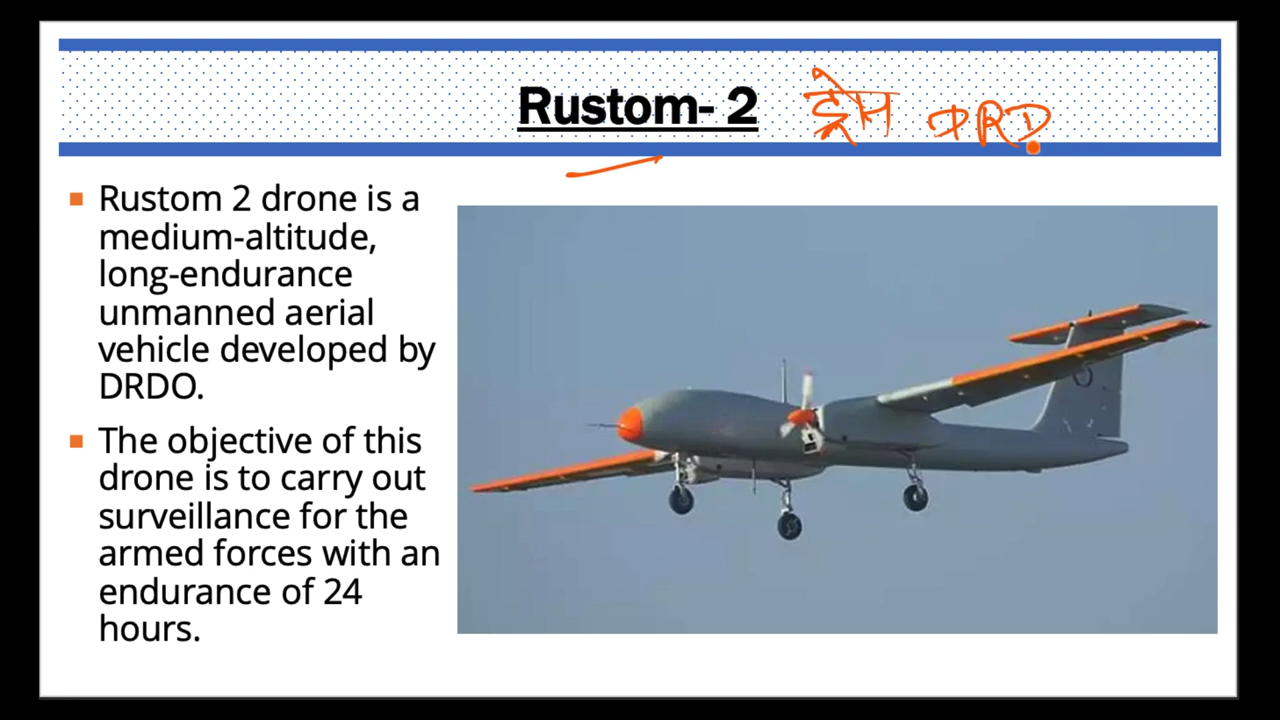 Rustom- 2 ड्रोन DRD
Rustom 2 drone is a
medium-altitude,
long-endurance
unmanned aerial
vehicle developed by
DRDO.
The objective of this
drone is to carry out
surveillance for the
armed forces with an
endurance of 24
hours.